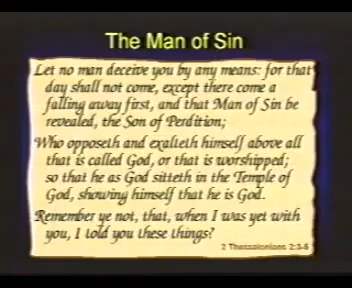 The Man of Sin
Let no man deceive you by any means: for that
day shall not come, except there come a
falling away first, and that Man of Sin be
revealed, the Son of Perdition;
Who opposeth and exalteth himself above all
that is called God, or that is worshipped;
so that he as God sitteth in the Temple of
God, showing himself that he is God.
Remember ye not, that, when I was yet with
you, I told you these things?
2 Thessalonians 2:3-5